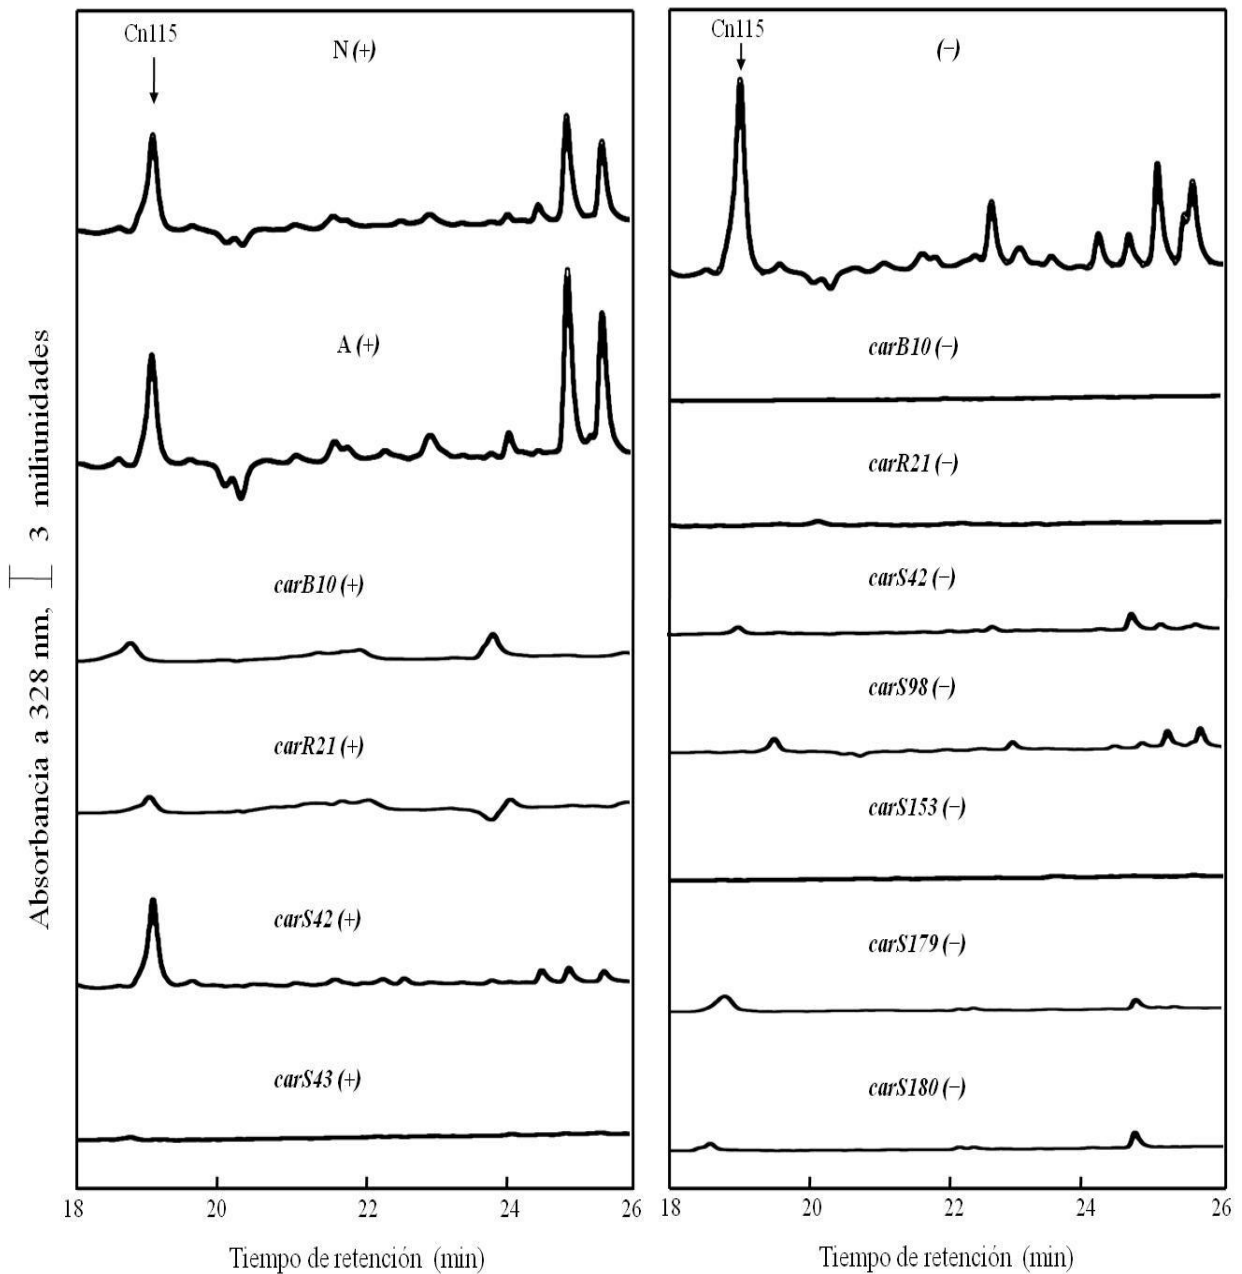 Cn115
N (+)
A (+)
carB10 (+)
carR21 (+)
carS42 (+)
carS43 (+)
18 20 22 24 26
Tiempo de retención (min)
Absorbancia a 328 nm, 3 miliunidades
Cn115
(−)
carB10 (−)
carR21 (−)
carS42 (−)
carS98 (−)
carS153 (−)
carS179 (−)
carS180 (−)
18 20 22 24 26
Tiempo de retención (min)